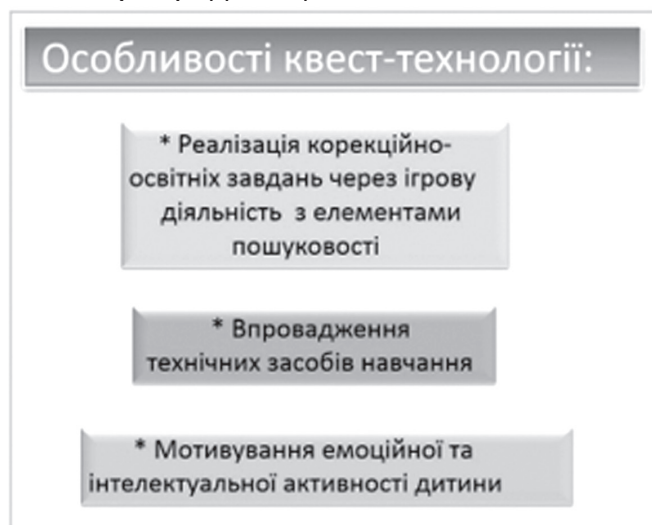 Особливості квест-технології:
* Реалізація корекційно-
освітніх завдань через ігрову
діяльність з елементами
пошуковості
* Впровадження
технічних засобів навчання
* Мотивування емоційної та
інтелектуальної активності дитини